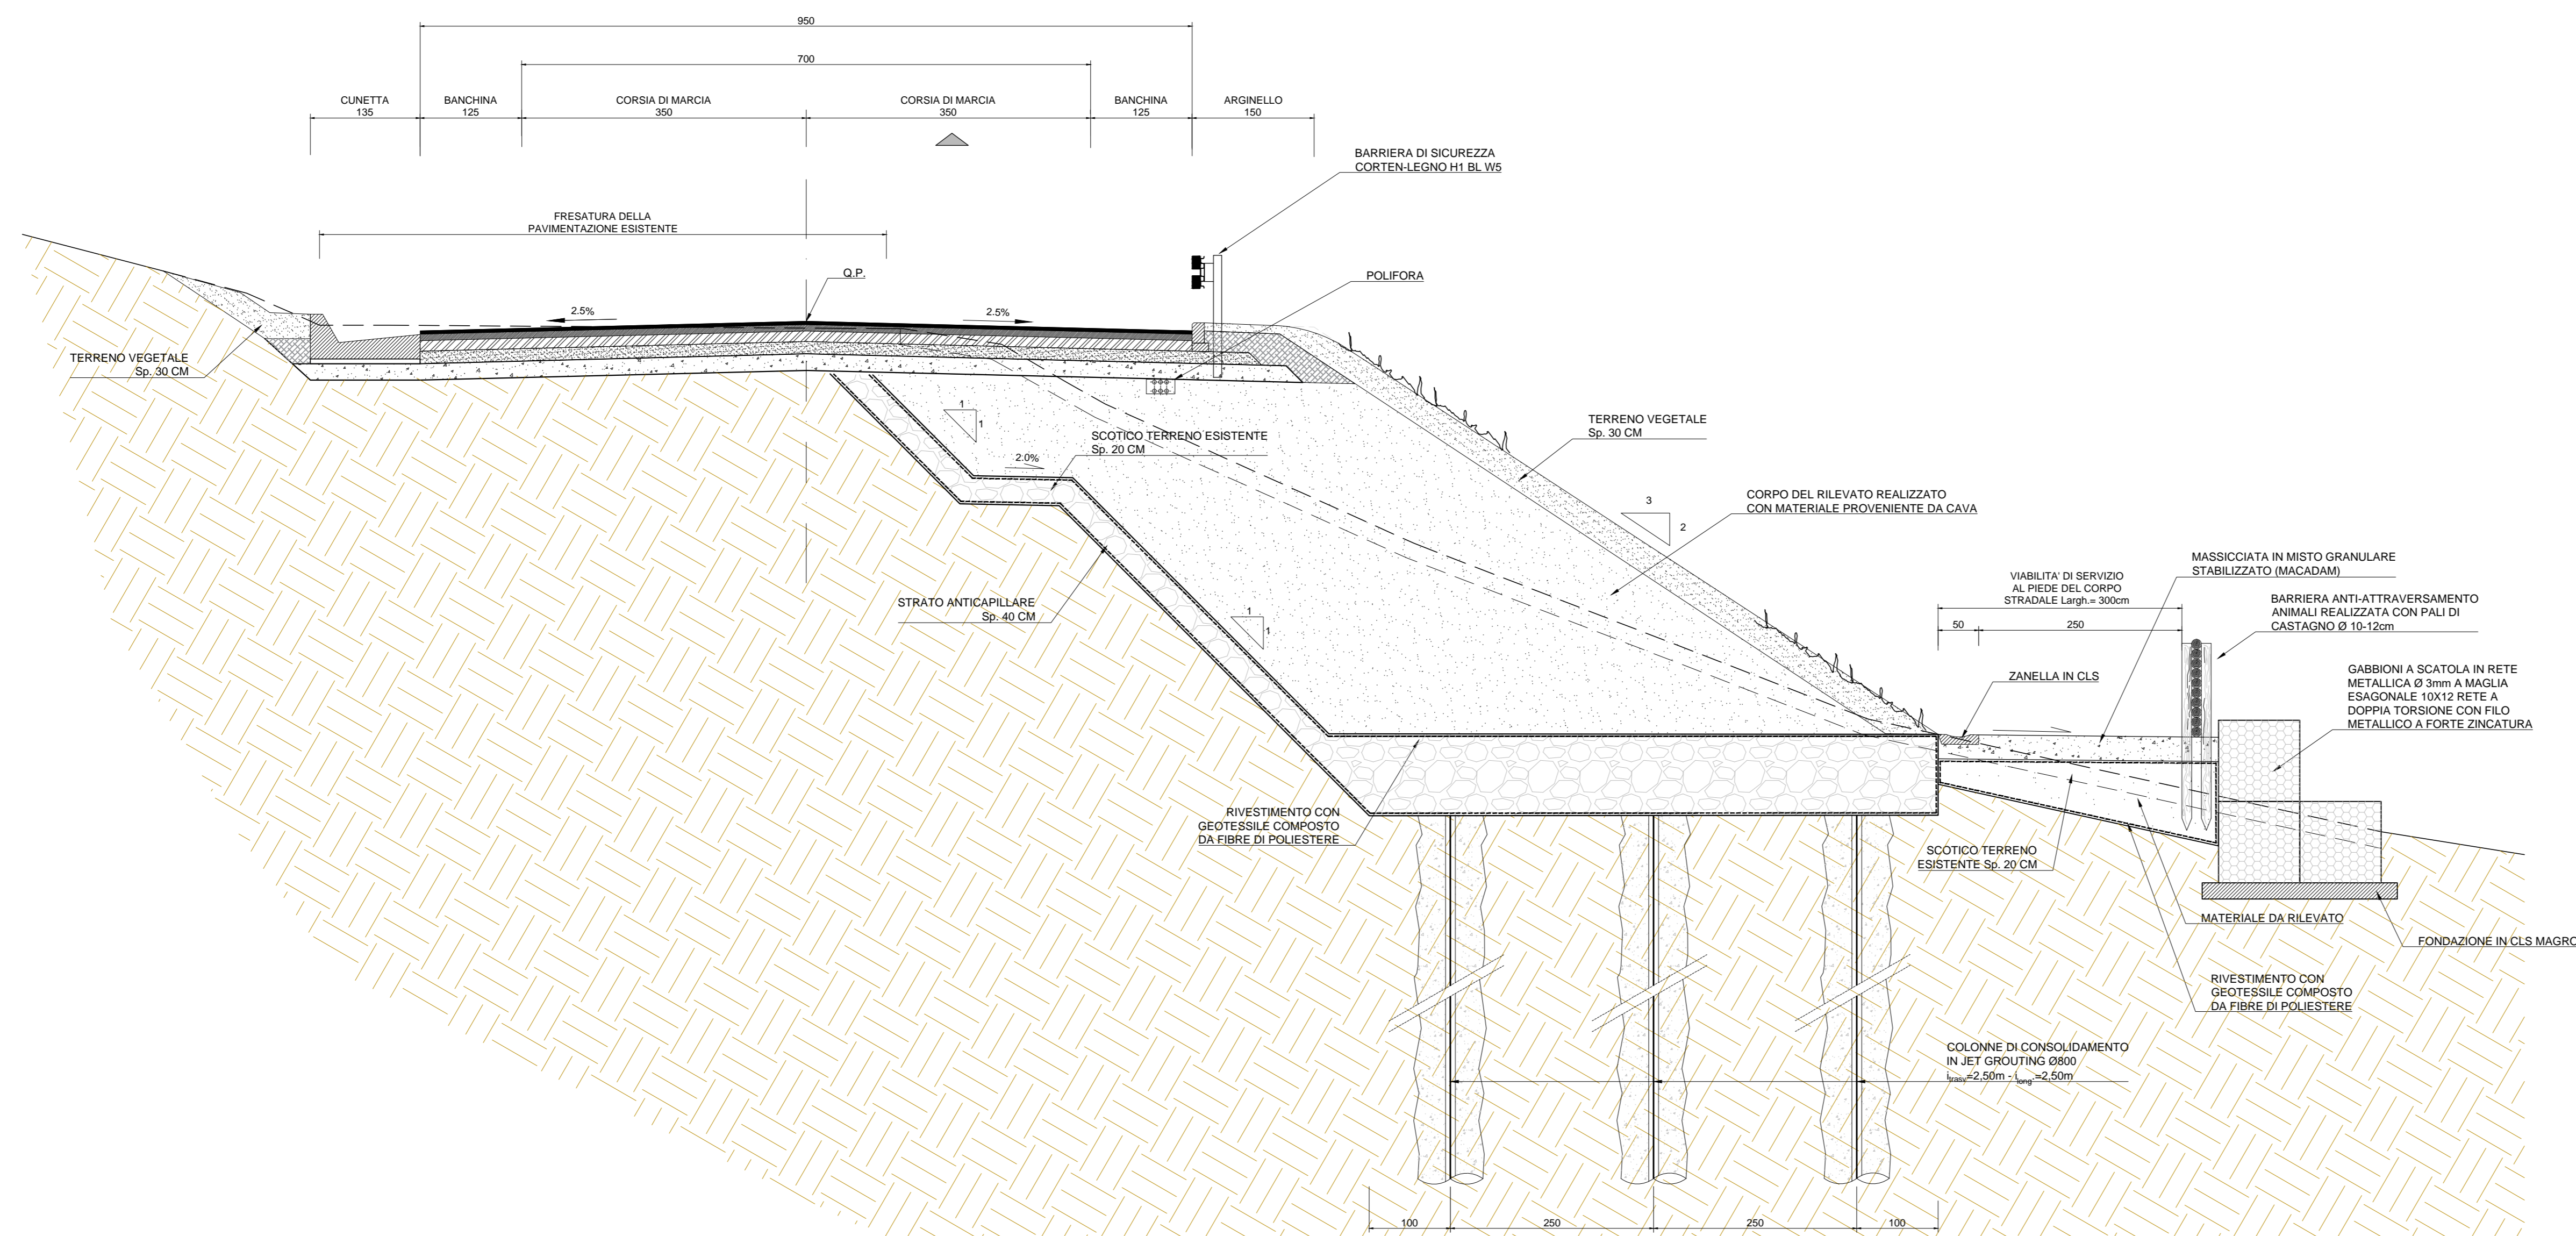 950
700
CUNETTA
135
BANCHINA
125
CORSIA DI MARCIA
350
CORSIA DI MARCIA
350
BANCHINA
125
ARGINELLO
150
BARRIERA DI SICUREZZA
CORTEN-LEGNO H1 BL W5
FRESATURA DELLA
PAVIMENTAZIONE ESISTENTE
Q.P.
POLIFORA
2.5%
2.5%
TERRENO VEGETALE
Sp. 30 CM
1
1
SCOTICO TERRENO ESISTENTE
Sp. 20 CM
2.0%
TERRENO VEGETALE
Sp. 30 CM
3
2
CORPO DEL RILEVATO REALIZZATO
CON MATERIALE PROVENIENTE DA CAVA
STRATO ANTICAPILLARE
Sp. 40 CM
1
1
MASSICCIATA IN MISTO GRANULARE
STABILIZZATO (MACADAM)
VIABILITA' DI SERVIZIO
AL PIEDE DEL CORPO
STRADALE Largh.= 300cm
50
250
BARRIERA ANTI-ATTRAVERSAMENTO
ANIMALI REALIZZATA CON PALI DI
CASTAGNO Ø 10-12cm
ZANELLA IN CLS
GABBIONI A SCATOLA IN RETE
METALLICA Ø 3mm A MAGLIA
ESAGONALE 10X12 RETE A
DOPPIA TORSIONE CON FILO
METALLICO A FORTE ZINCATURA
RIVESTIMENTO CON
GEOTESSILE COMPOSTO
DA FIBRE DI POLIESTERE
SCOTICO TERRENO
ESISTENTE Sp. 20 CM
MATERIALE DA RILEVATO
FONDAZIONE IN CLS MAGRO
RIVESTIMENTO CON
GEOTESSILE COMPOSTO
DA FIBRE DI POLIESTERE
COLONNE DI CONSOLIDAMENTO
IN JET GROUTING Ø800
itrasv=2,50m - ilong.=2,50m
100
250
250
100